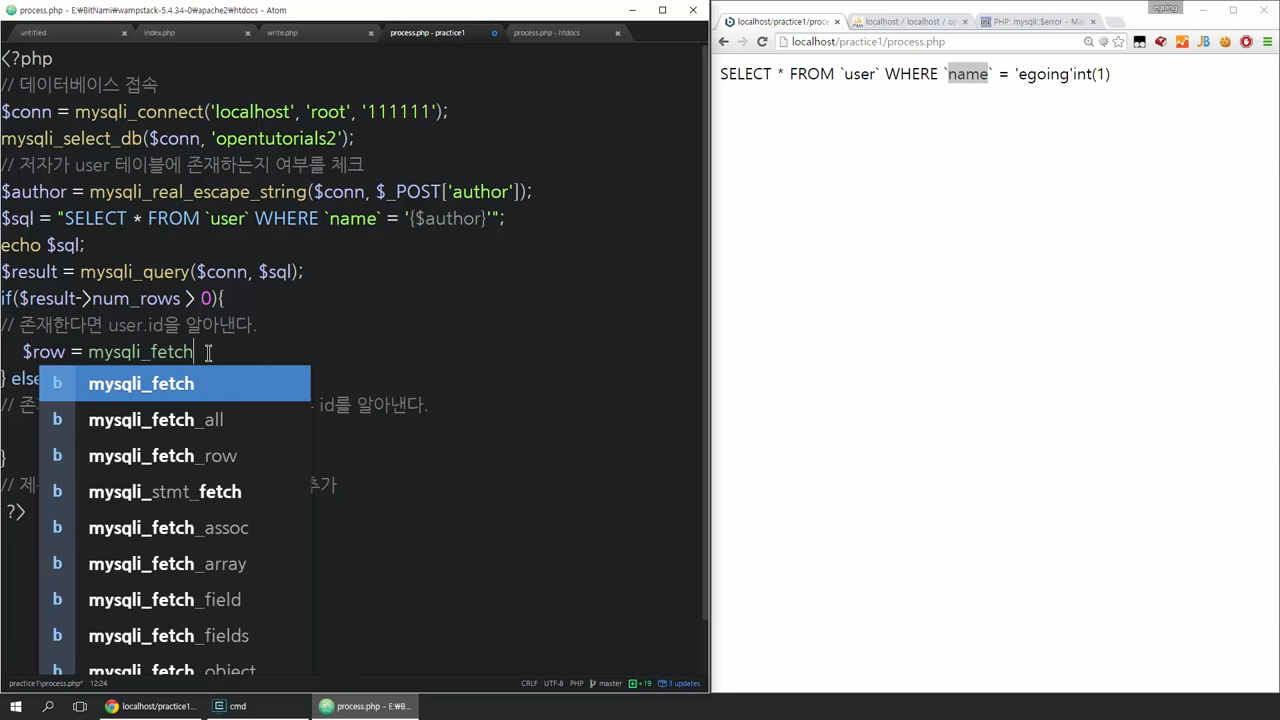 process.php - E:₩BitNami₩wampstack-5.4.34-0₩apache2₩htdocs - Atom
untitled
index.php
write.php
process.php - practice1
process.php - htdocs
<?php
// 데이터베이스 접속
$conn = mysqli_connect('localhost', 'root', '111111');
mysqli_select_db($conn, 'opentutorials2');
// 저자가 user 테이블에 존재하는지 여부를 체크
$author = mysqli_real_escape_string($conn, $_POST['author']);
$sql = "SELECT * FROM `user` WHERE `name` = '{$author}'";
echo $sql;
$result = mysqli_query($conn, $sql);
if($result->num_rows > 0){
// 존재한다면 user.id를 알아낸다.
$row = mysqli_fetch
} else
mysqli_fetch
mysqli_fetch_all
// 존 id를 알아낸다.
mysqli_fetch_row
}
// 제 추가
mysqli_stmt_fetch
?>
mysqli_fetch_assoc
mysqli_fetch_array
mysqli_fetch_field
mysqli_fetch_fields
mysqli_fetch_object
practice1₩process.php* 12:24
CRLF UTF-8 PHP master +19 3 updates
egoing
localhost/practice1/proce
localhost / localhost / op
PHP: mysqli::$error - Ma
localhost/practice1/process.php
SELECT * FROM `user` WHERE `name` = 'egoing'int(1)
localhost/practice1...
cmd
process.php - E:₩B...